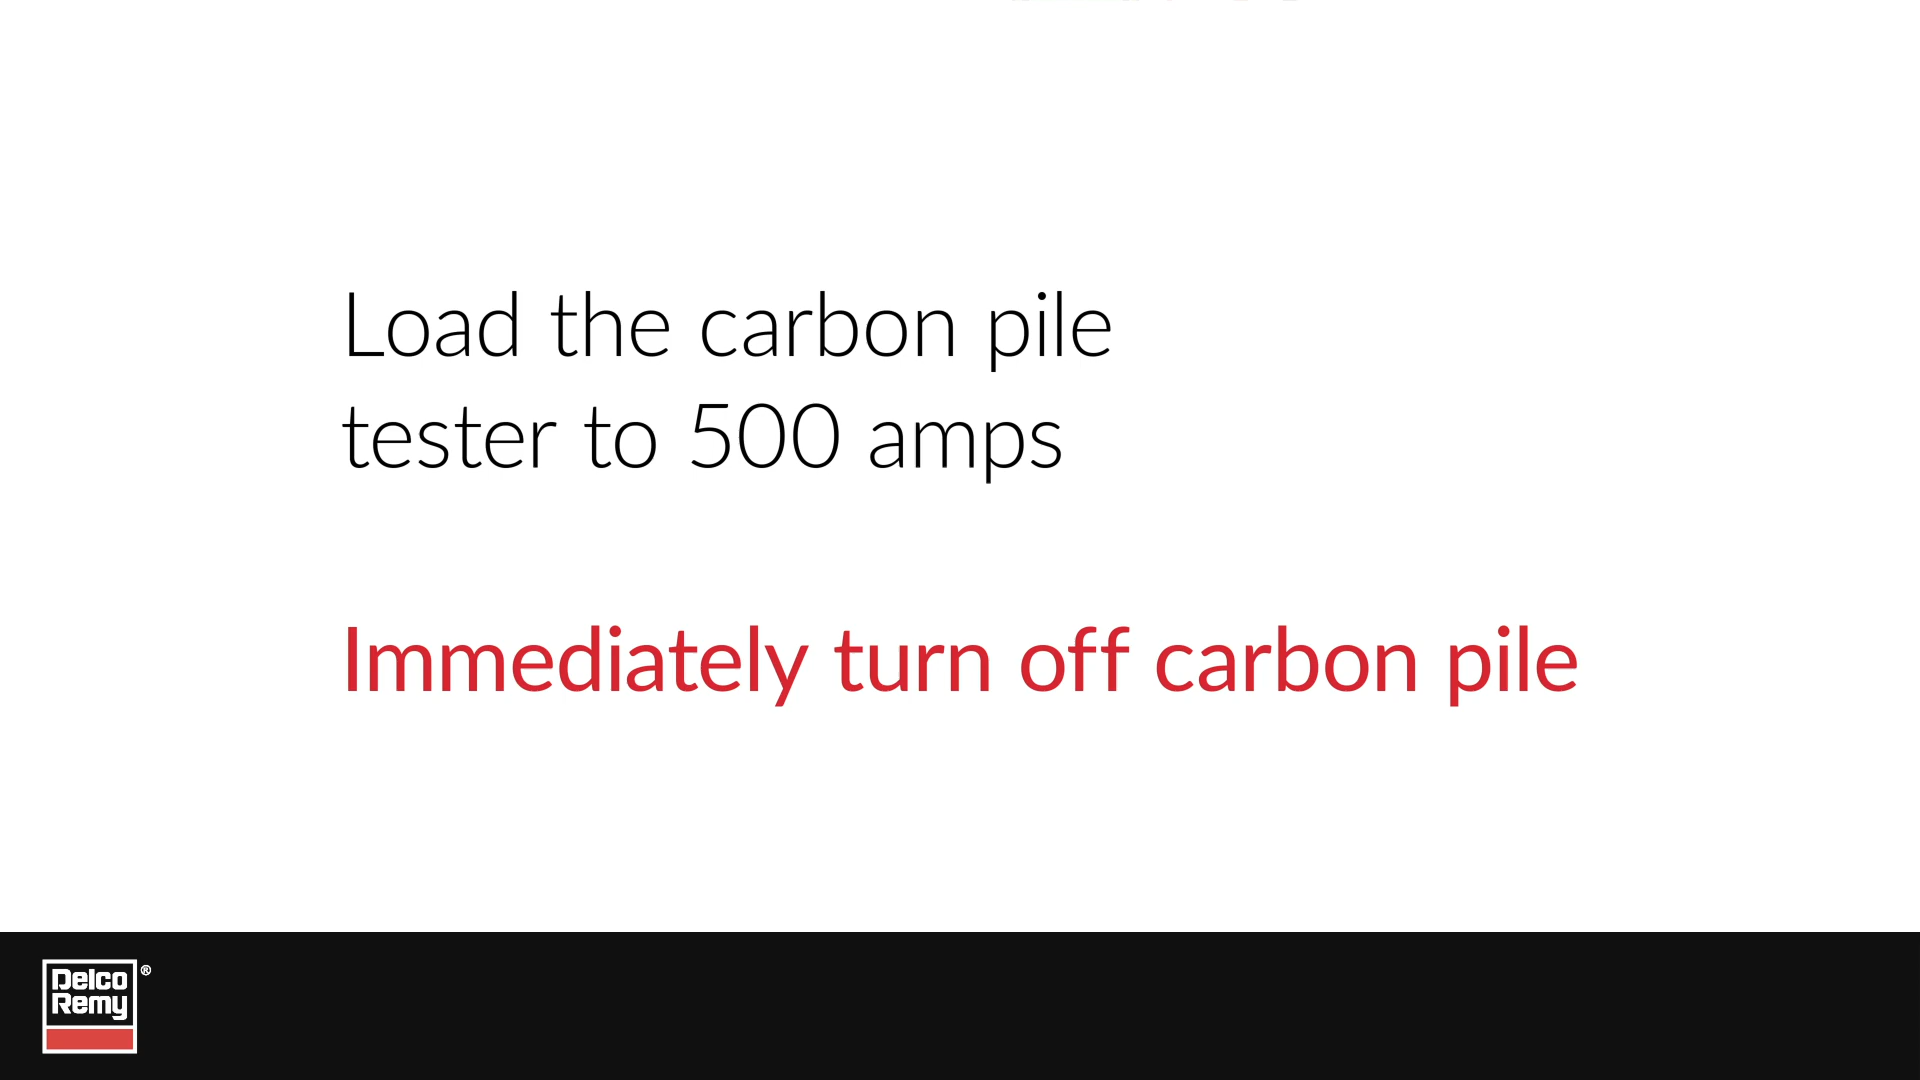 Load the carbon pile
tester to 500 amps
Immediately turn off carbon pile
Delco
Remy
®